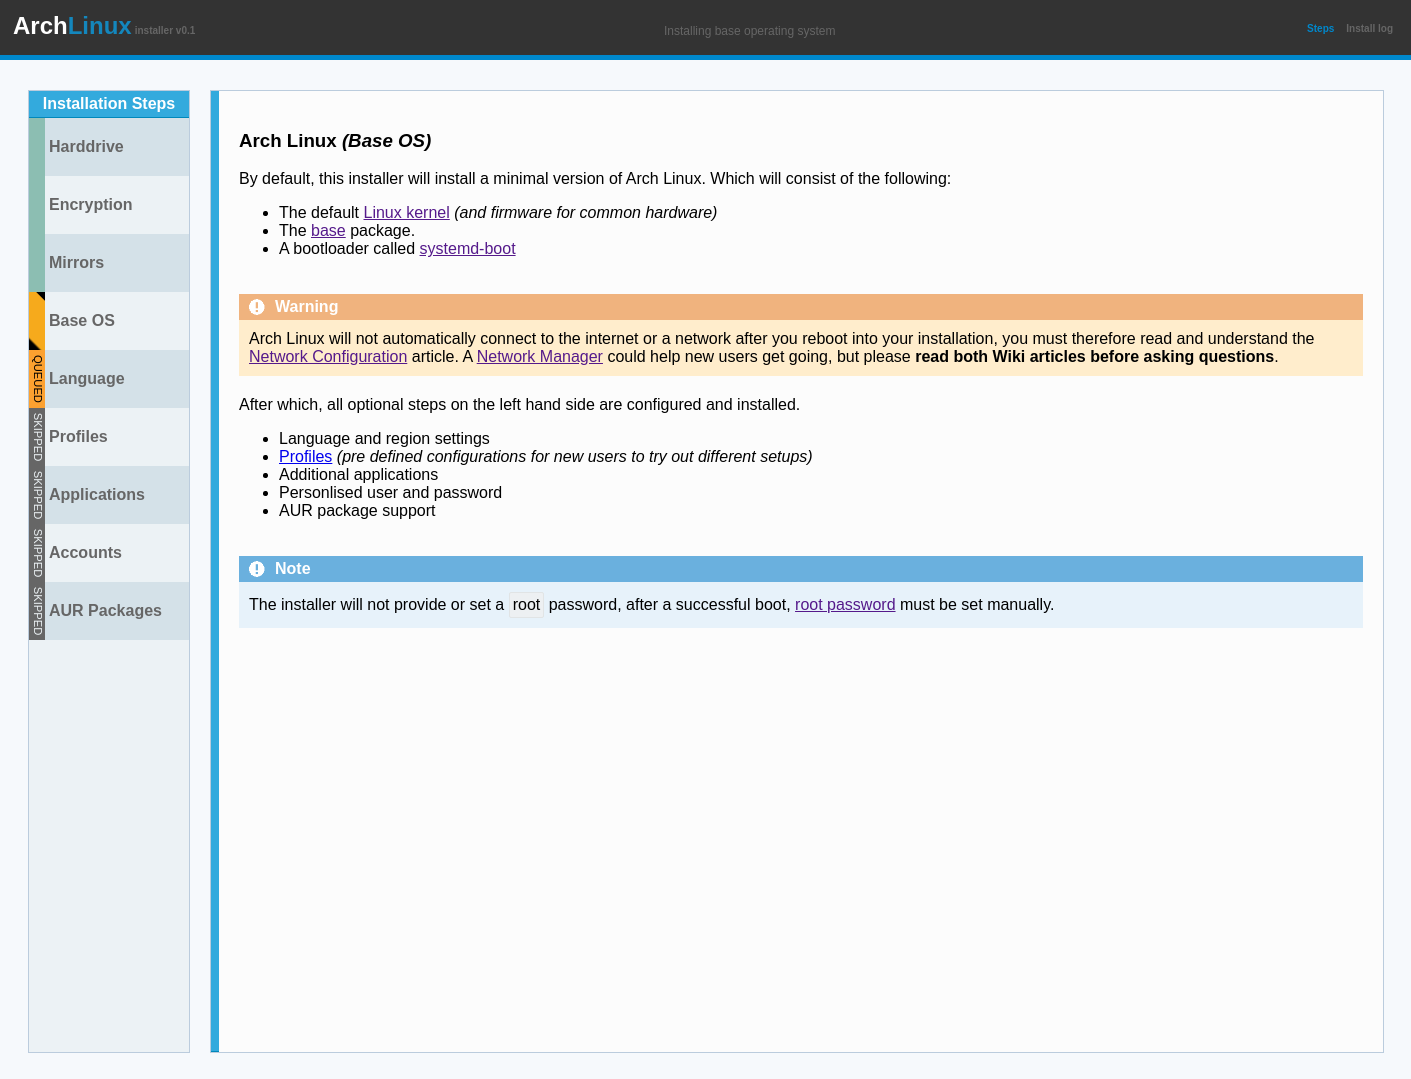 ArchLinux installer v0.1
Installing base operating system
Steps Install log
Installation Steps
Harddrive
Encryption
Mirrors
Base OS
QUEUED Language
SKIPPED Profiles
SKIPPED Applications
SKIPPED Accounts
SKIPPED AUR Packages
Arch Linux (Base OS)
By default, this installer will install a minimal version of Arch Linux. Which will consist of the following:
• The default Linux kernel (and firmware for common hardware)
• The base package.
• A bootloader called systemd-boot
Warning
Arch Linux will not automatically connect to the internet or a network after you reboot into your installation, you must therefore read and understand the
Network Configuration article. A Network Manager could help new users get going, but please read both Wiki articles before asking questions.
After which, all optional steps on the left hand side are configured and installed.
• Language and region settings
• Profiles (pre defined configurations for new users to try out different setups)
• Additional applications
• Personlised user and password
• AUR package support
Note
The installer will not provide or set a root password, after a successful boot, root password must be set manually.